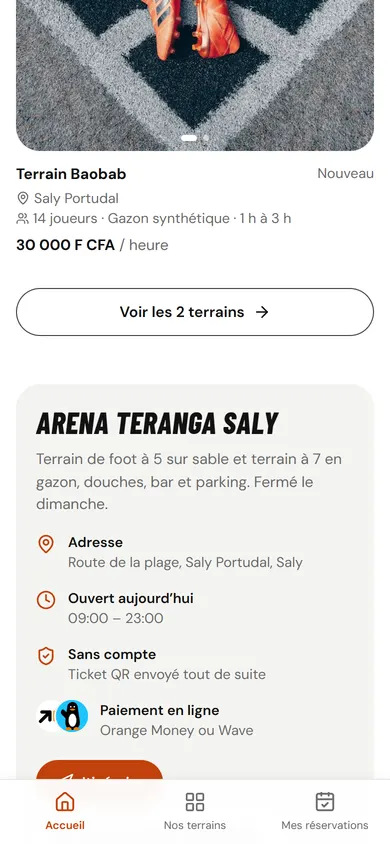 Terrain Baobab
Nouveau
Saly Portudal
14 joueurs · Gazon synthétique · 1 h à 3 h
30 000 F CFA / heure
Voir les 2 terrains →
ARENA TERANGA SALY
Terrain de foot à 5 sur sable et terrain à 7 en
gazon, douches, bar et parking. Fermé le
dimanche.
Adresse
Route de la plage, Saly Portudal, Saly
Ouvert aujourd’hui
09:00 – 23:00
Sans compte
Ticket QR envoyé tout de suite
Paiement en ligne
Orange Money ou Wave
Accueil
Nos terrains
Mes réservations